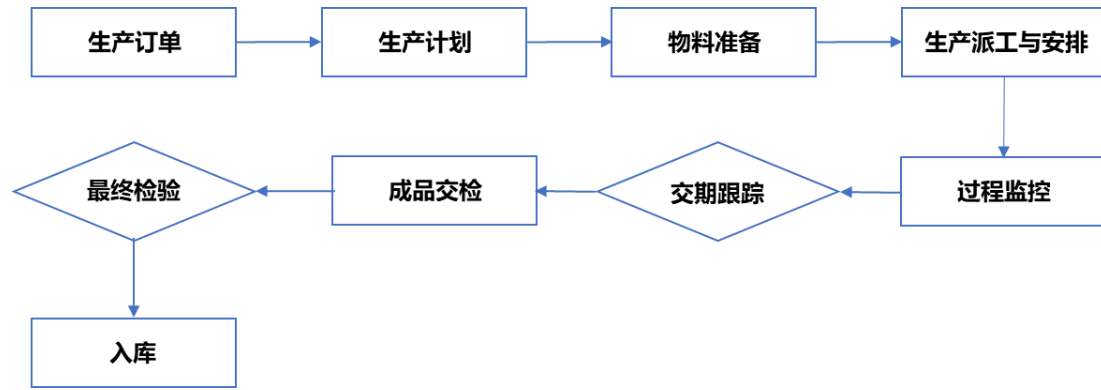 生产订单
生产计划
物料准备
生产派工与安排
过程监控
交期跟踪
成品交检
最终检验
入库